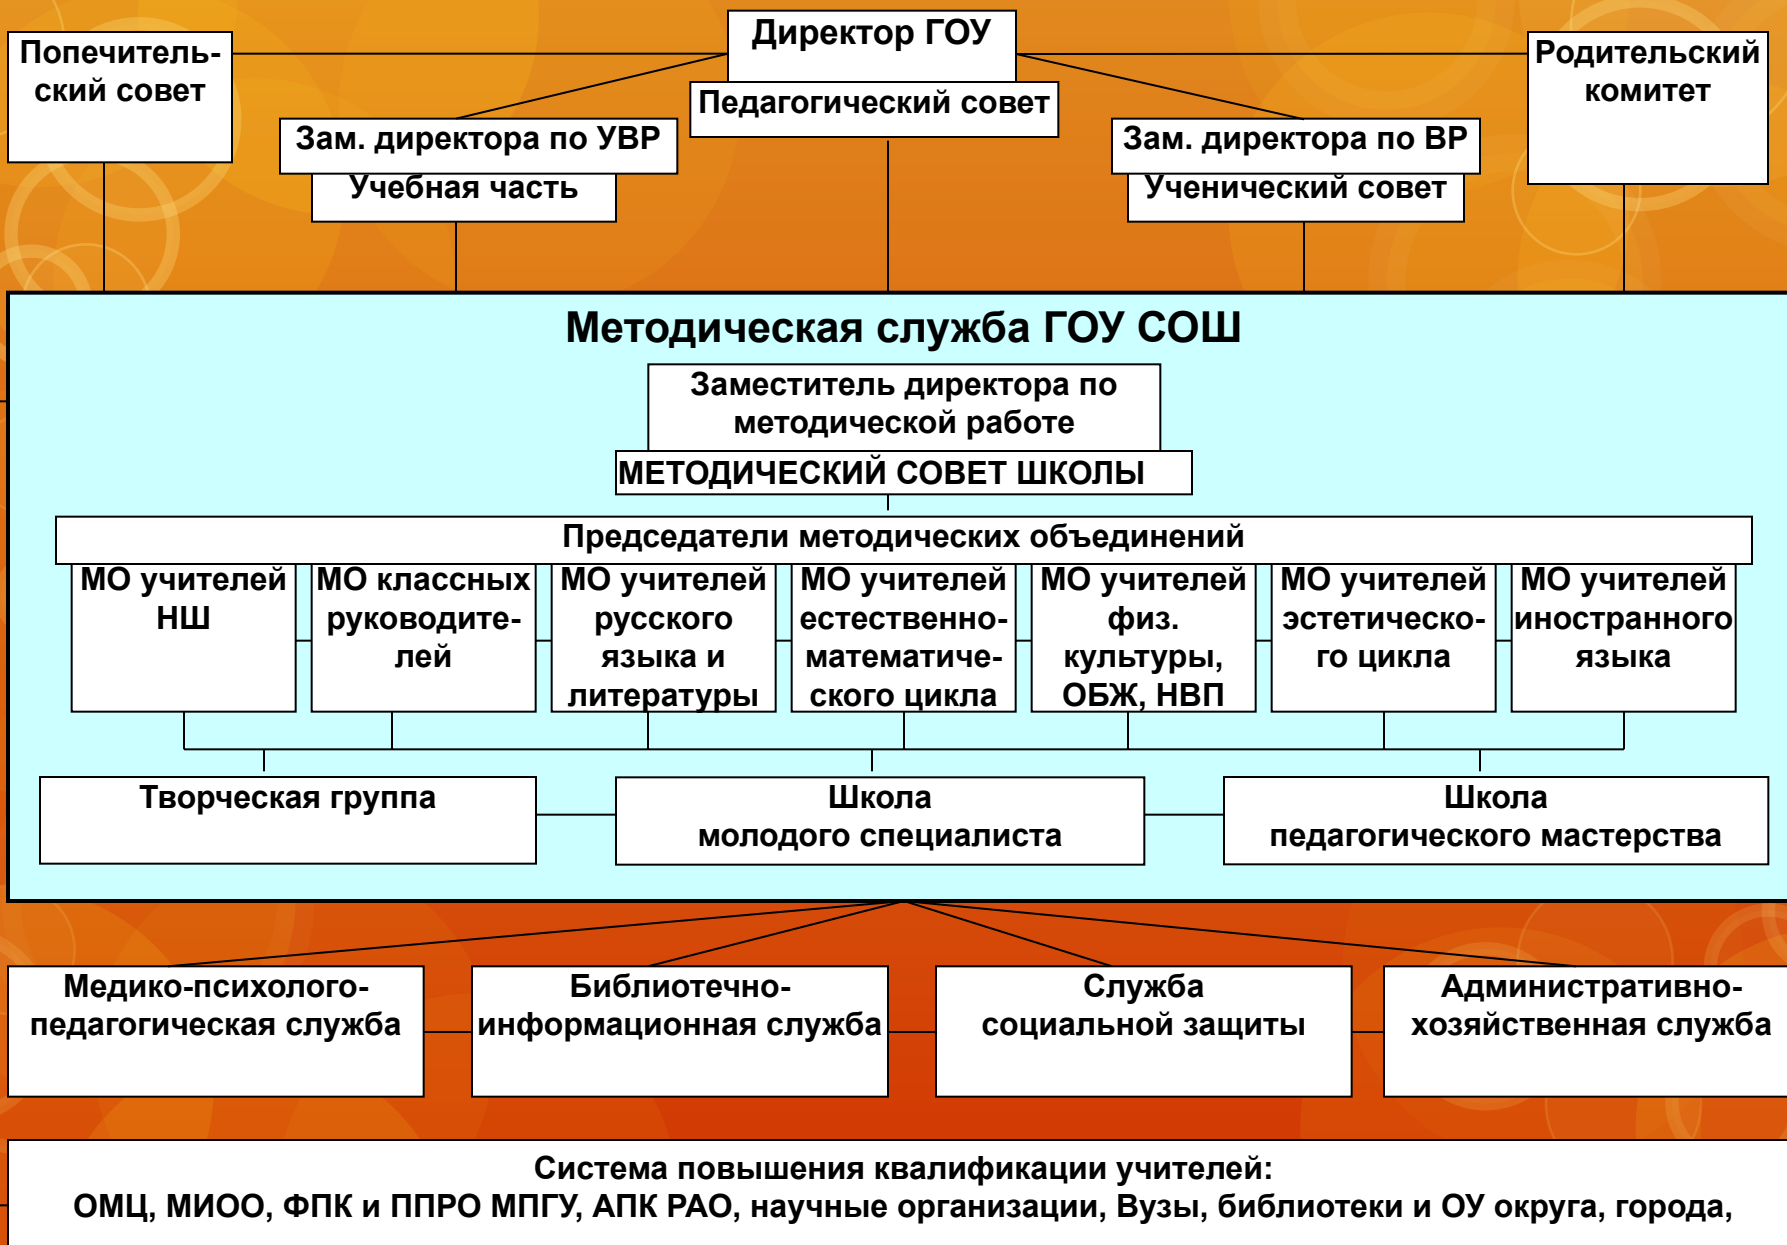 Директор ГОУ
Попечитель-
ский совет
Родительский
комитет
Педагогический совет
Зам. директора по УВР
Зам. директора по ВР
Учебная часть
Ученический совет
Методическая служба ГОУ СОШ
Заместитель директора по
методической работе
МЕТОДИЧЕСКИЙ СОВЕТ ШКОЛЫ
Председатели методических объединений
МО учителей
НШ
МО классных
руководите-
лей
МО учителей
русского
языка и
литературы
МО учителей
естественно-
математиче-
ского цикла
МО учителей
физ.
культуры,
ОБЖ, НВП
МО учителей
эстетическо-
го цикла
МО учителей
иностранного
языка
Творческая группа
Школа
молодого специалиста
Школа
педагогического мастерства
Медико-психолого-
педагогическая служба
Библиотечно-
информационная служба
Служба
социальной защиты
Административно-
хозяйственная служба
Система повышения квалификации учителей:
ОМЦ, МИОО, ФПК и ППРО МПГУ, АПК РАО, научные организации, Вузы, библиотеки и ОУ округа, города,